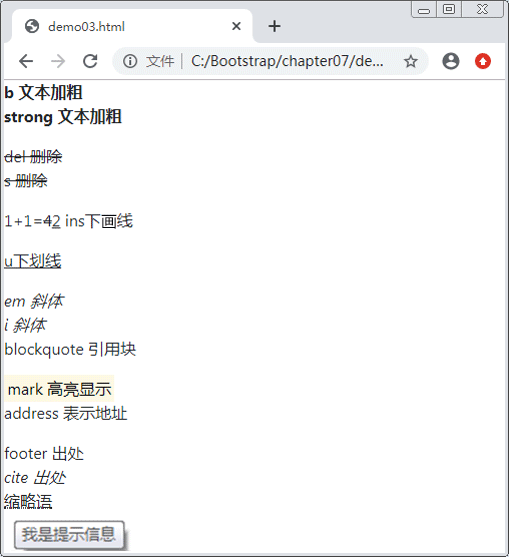 demo03.html
文件 | C:/Bootstrap/chapter07/de...
b 文本加粗
strong 文本加粗
del 删除
s 删除
1+1=42 ins下画线
u下划线
em 斜体
i 斜体
blockquote 引用块
mark 高亮显示
address 表示地址
footer 出处
cite 出处
缩略语
我是提示信息